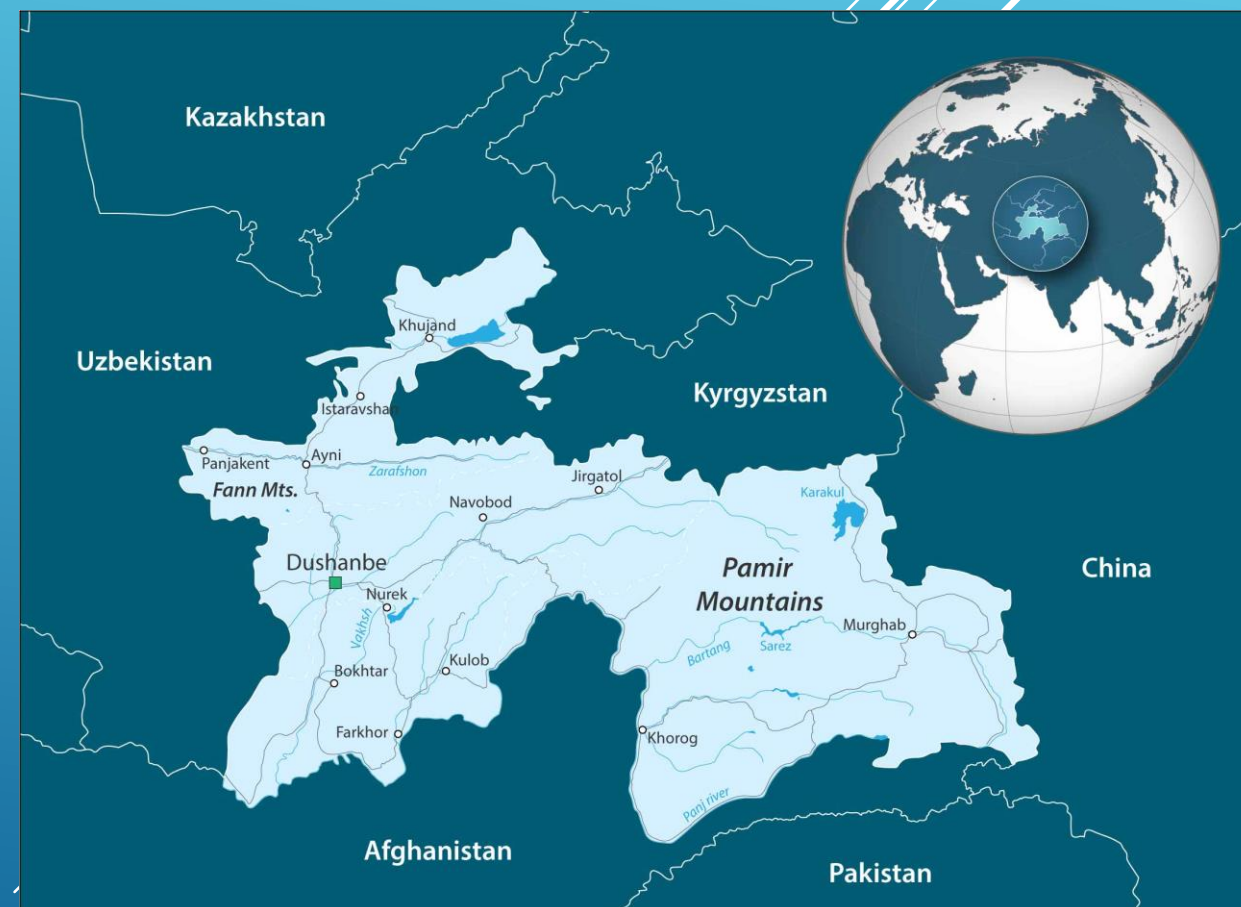 Kazakhstan
Khujand
Uzbekistan
Kyrgyzstan
Istaravshan
Panjakent
Ayni
Zarafshon
Fann Mts.
Jirgatol
Karakul
Navobod
Dushanbe
Pamir
Mountains
China
Nurek
Vakhsh
Murghab
Bartang
Sarez
Kulob
Bokhtar
Farkhor
Khorog
Panj river
Afghanistan
Pakistan